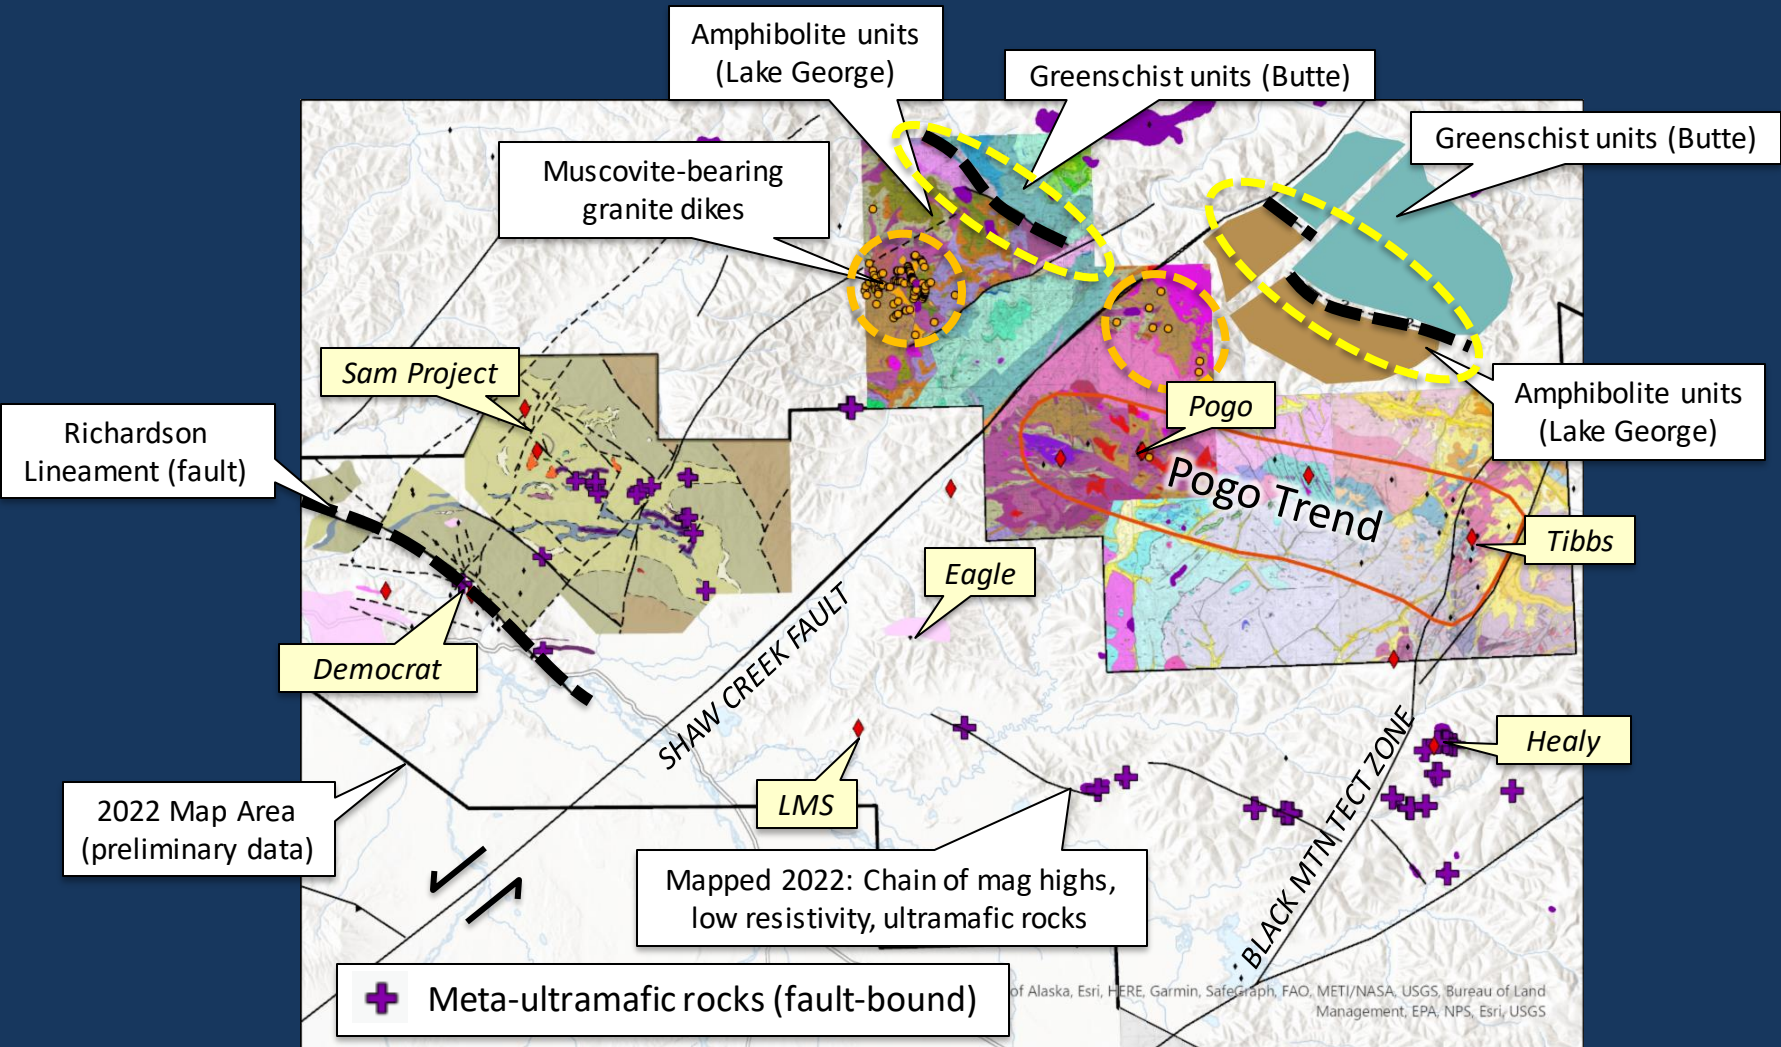 Amphibolite units
(Lake George)
Greenschist units (Butte)
Greenschist units (Butte)
Muscovite-bearing
granite dikes
Sam Project
Pogo
Amphibolite units
(Lake George)
Richardson
Lineament (fault)
Pogo Trend
Tibbs
Eagle
Democrat
SHAW CREEK FAULT
BLACK MTN TECT ZONE
Healy
LMS
2022 Map Area
(preliminary data)
Mapped 2022: Chain of mag highs,
low resistivity, ultramafic rocks
Meta-ultramafic rocks (fault-bound)
of Alaska, Esri, HERE, Garmin, SafeGraph, FAO, METI/NASA, USGS, Bureau of Land
Management, EPA, NPS, Esri, USGS